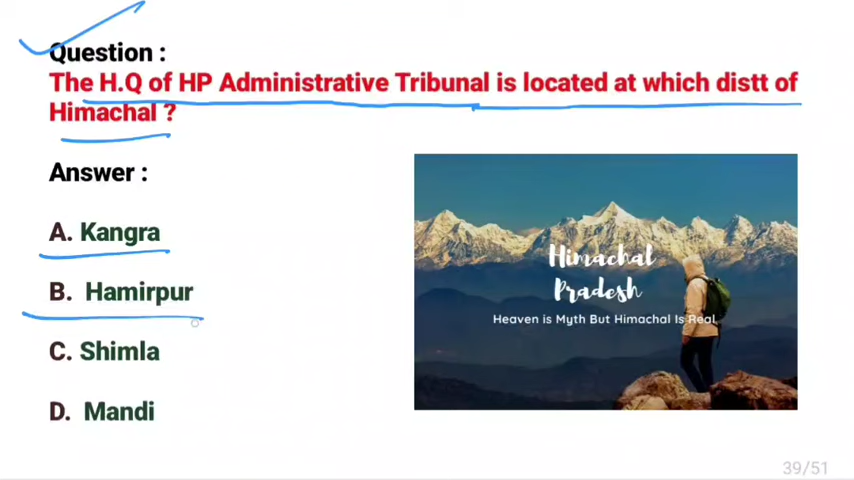 Question :
The H.Q of HP Administrative Tribunal is located at which distt of
Himachal ?
Answer :
A. Kangra
B. Hamirpur
C. Shimla
D. Mandi
Himachal
Pradesh
Heaven is Myth But Himachal Is Real
39/51